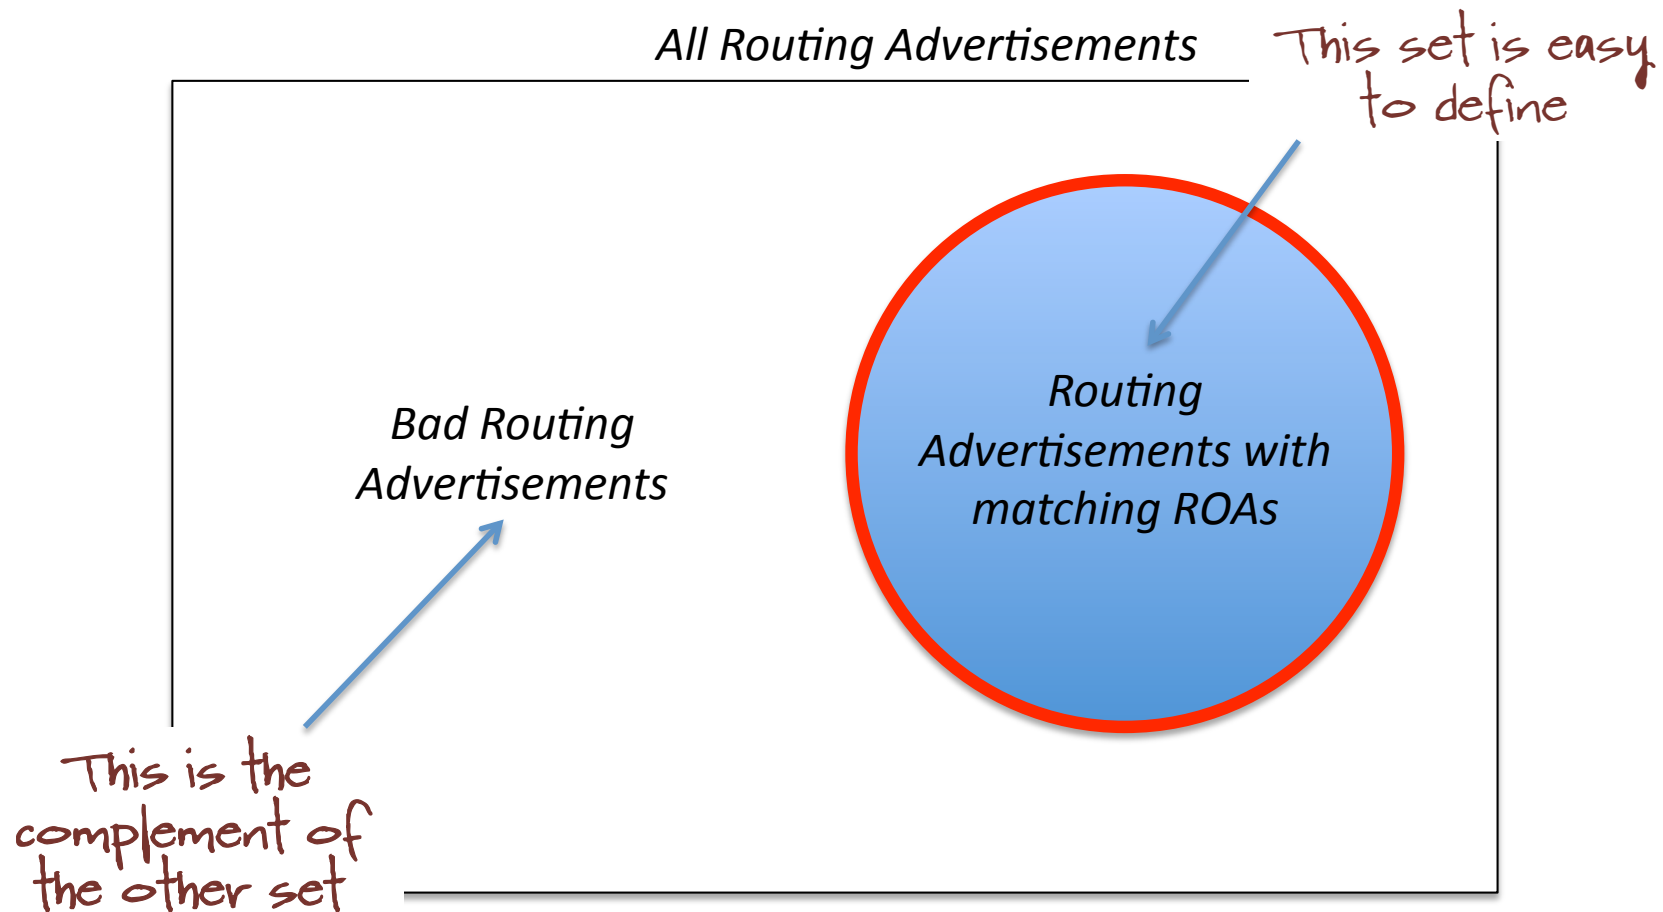 All Routing Advertisements
This set is easy
to define
Routing
Advertisements with
matching ROAs
Bad Routing
Advertisements
This is the
complement of
the other set